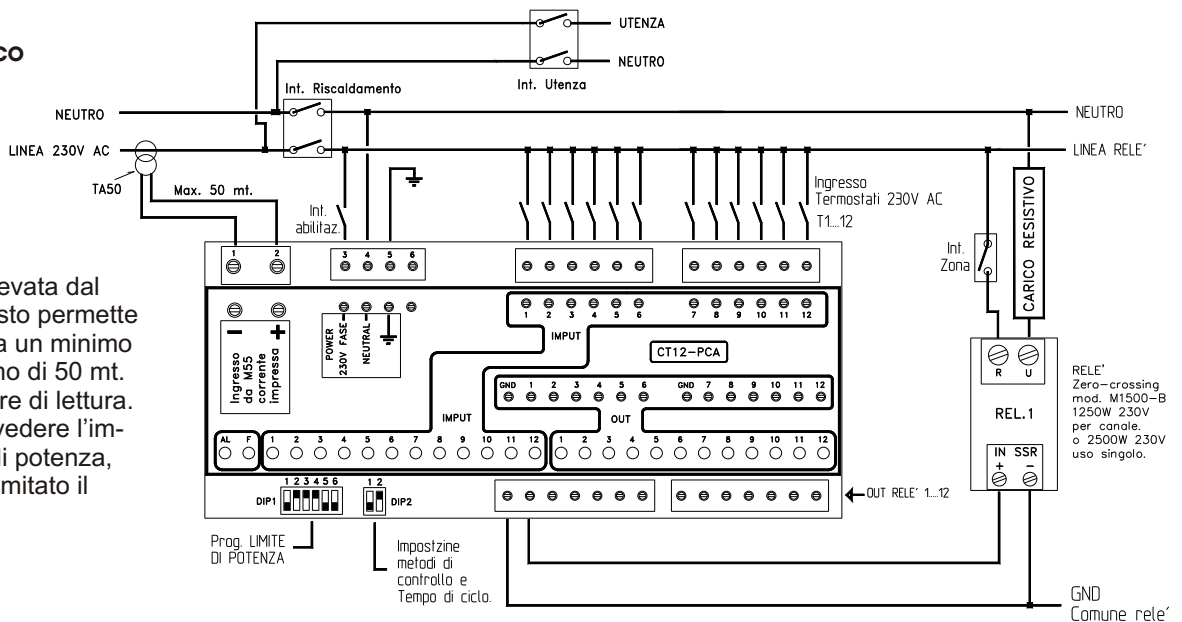 co
UTENZA
NEUTRO
Int. Utenza
Int. Riscaldamento
NEUTRO
NEUTRO
LINEA 230V AC
LINEA RELE´
TA50
Max. 50 mt.
Int.
abilitaz.
Ingresso
Termostati 230V AC
T1....12
Int.
Zona
CARICO RESISTIVO
1 2
3 4 5 6
evata dal
sto permette
a un minimo
no di 50 mt.
re di lettura.
vedere l’im-
di potenza,
mitato il
− +
Ingresso
da M55
corrente
impressa
POWER
230V FASE
NEUTRAL
1 2 3 4 5 6
7 8 9 10 11 12
IMPUT
CT12-PCA
GND 1 2 3 4 5 6
GND 7 8 9 10 11 12
OUT
IMPUT
AL F
1 2 3 4 5 6 7 8 9 10 11 12
1 2 3 4 5 6 7 8 9 10 11 12
R U
REL.1
IN SSR
+ −
RELE'
Zero-crossing
mod. M1500-B
1250W 230V
per canale.
o 2500W 230V
uso singolo.
DIP1
1 2 3 4 5 6
1 2
DIP2
OUT RELE´ 1....12
Prog. LIMITE
DI POTENZA
Impostzine
metodi di
controllo e
Tempo di ciclo.
GND
Comune rele´